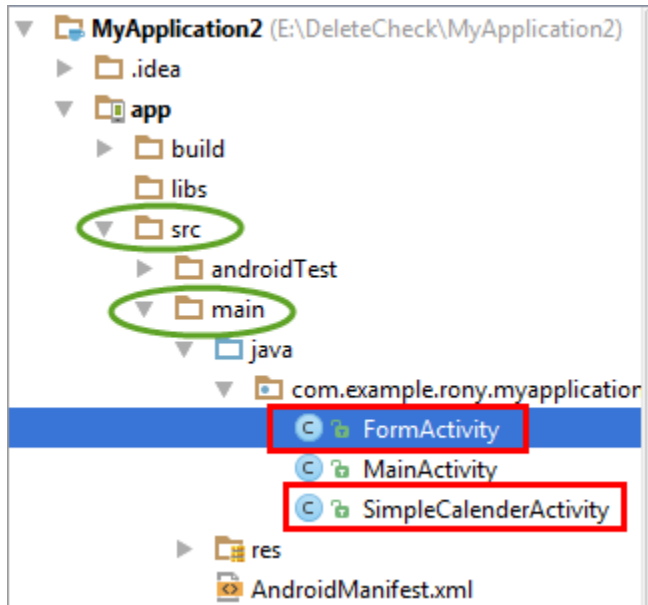 MyApplication2 (E:\DeleteCheck\MyApplication2)
.idea
app
build
libs
src
androidTest
main
java
com.example.rony.myapplication
C FormActivity
C MainActivity
C SimpleCalenderActivity
res
AndroidManifest.xml